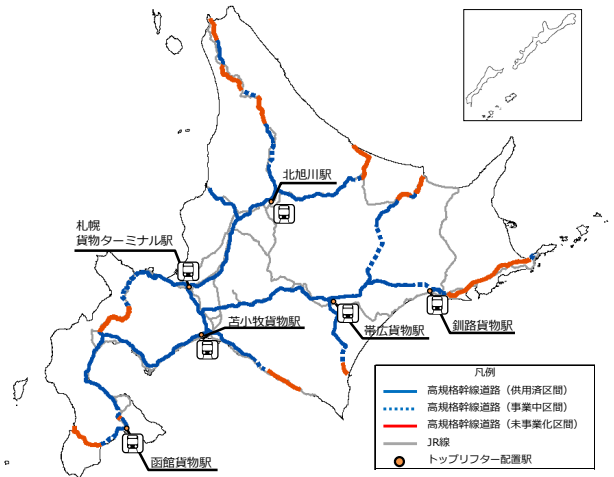 北旭川駅
札幌
貨物ターミナル駅
苫小牧貨物駅
帯広貨物駅
釧路貨物駅
函館貨物駅
凡例
高規格幹線道路（供用済区間）
高規格幹線道路（事業中区間）
高規格幹線道路（未事業化区間）
JR線
トップリフター配置駅